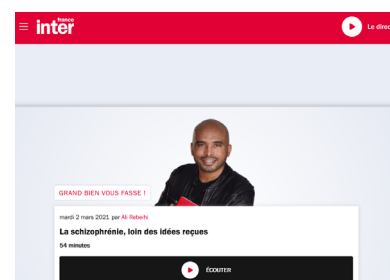 france
inter
Le direc
GRAND BIEN VOUS FASSE !
mardi 2 mars 2021 par Ali Rebeihi
La schizophrénie, loin des idées reçues
54 minutes
ÉCOUTER